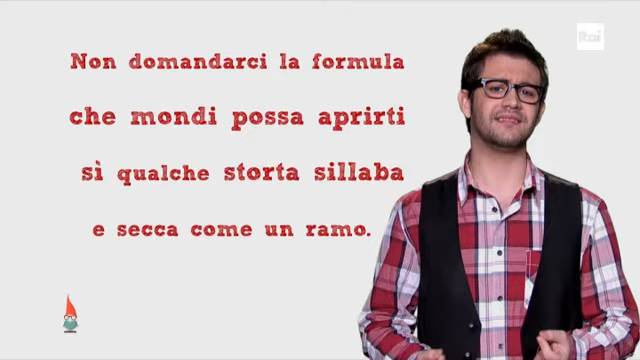 Rai
Non domandarci la formula
che mondi possa aprirti
sì qualche storta sillaba
e secca come un ramo.